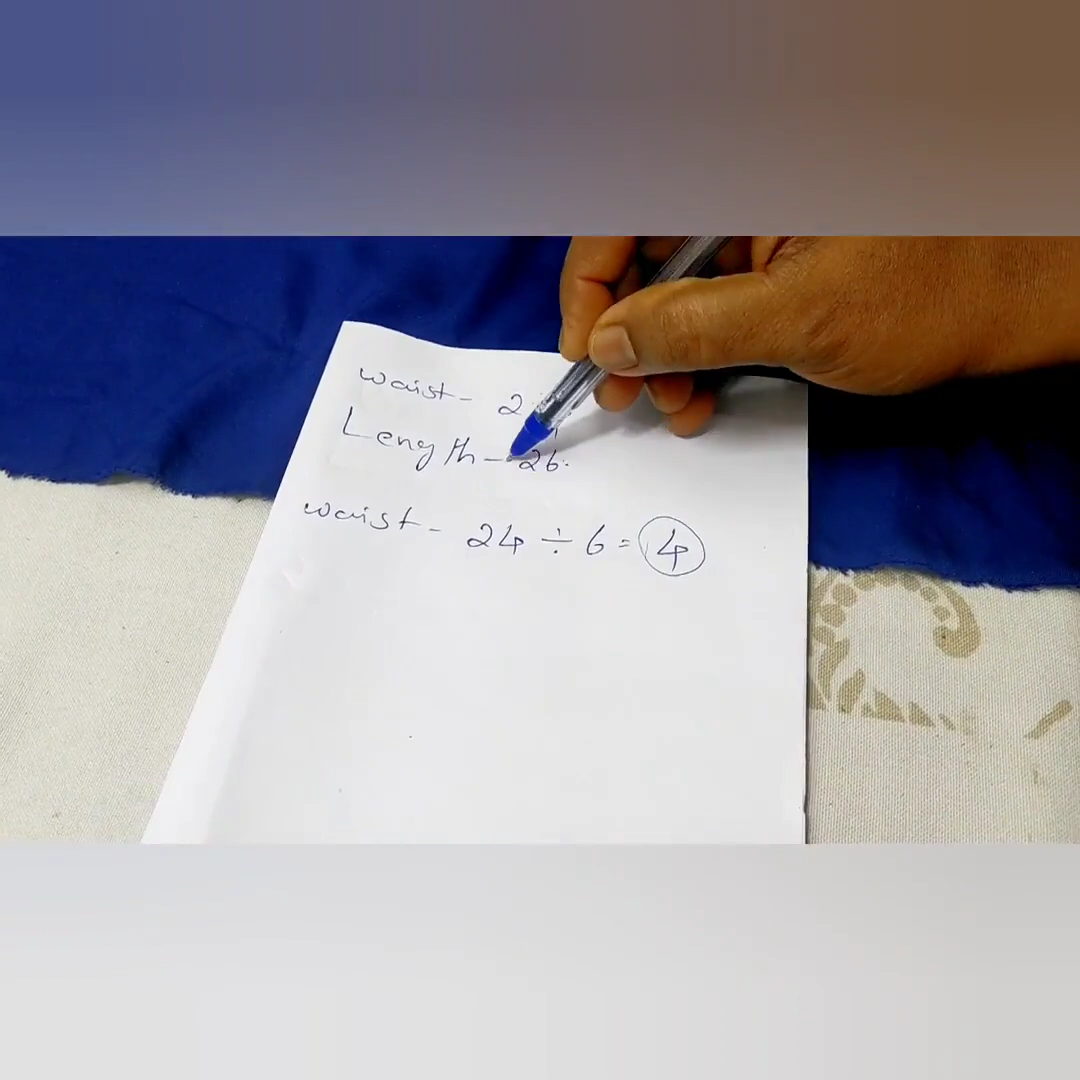 waist - 2
Length - 26.
waist - 24 ÷ 6 = 4